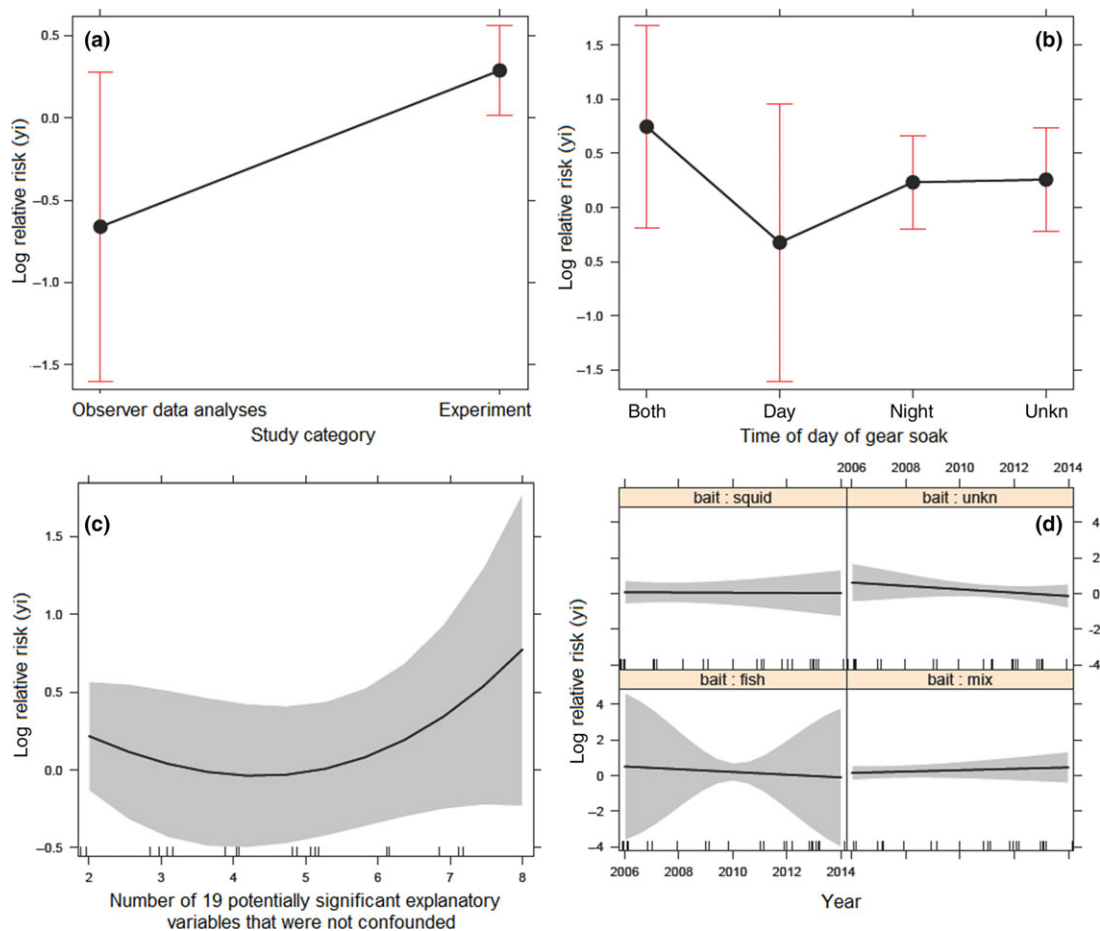 (a)
Log relative risk (yi)
0.5
0.0
−0.5
−1.0
−1.5
Observer data analyses
Experiment
Study category
(b)
Log relative risk (yi)
1.5
1.0
0.5
0.0
0.5
−1.0
−1.5
Both
Day
Night
Unkn
Time of day of gear soak
(c)
Log relative risk (yi)
1.5
1.0
0.5
0.0
−0.5
2
3
4
5
6
7
8
Number of 19 potentially significant explanatory
variables that were not confounded
(d)
2006
2008
2010
2012
2014
bait : squid
bait : unkn
4
2
0
−2
−4
bait : fish
bait : mix
Log relative risk (yi)
4
2
0
−2
−4
2006
2008
2010
2012
2014
Year